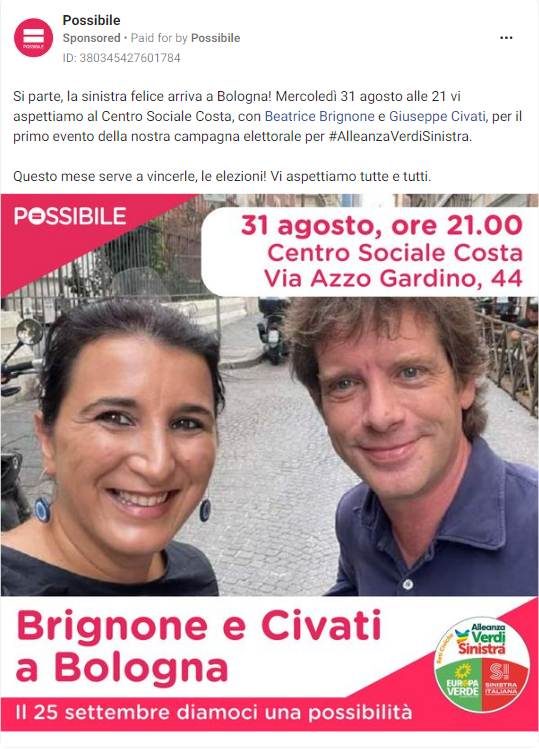 Possibile
Sponsored • Paid for by Possibile
ID: 380345427601784
Si parte, la sinistra felice arriva a Bologna! Mercoledì 31 agosto alle 21 vi
aspettiamo al Centro Sociale Costa, con Beatrice Brignone e Giuseppe Civati, per il
primo evento della nostra campagna elettorale per #AlleanzaVerdiSinistra.
Questo mese serve a vincerle, le elezioni! Vi aspettiamo tutte e tutti.
POSSIBILE
POSSIBILE
31 agosto, ore 21.00
Centro Sociale Costa
Via Azzo Gardino, 44
Brignone e Civati
a Bologna
Il 25 settembre diamoci una possibilità
Reti Civiche
Alleanza
Verdi
Sinistra
EUROPA
VERDE
SI
SINISTRA
ITALIANA